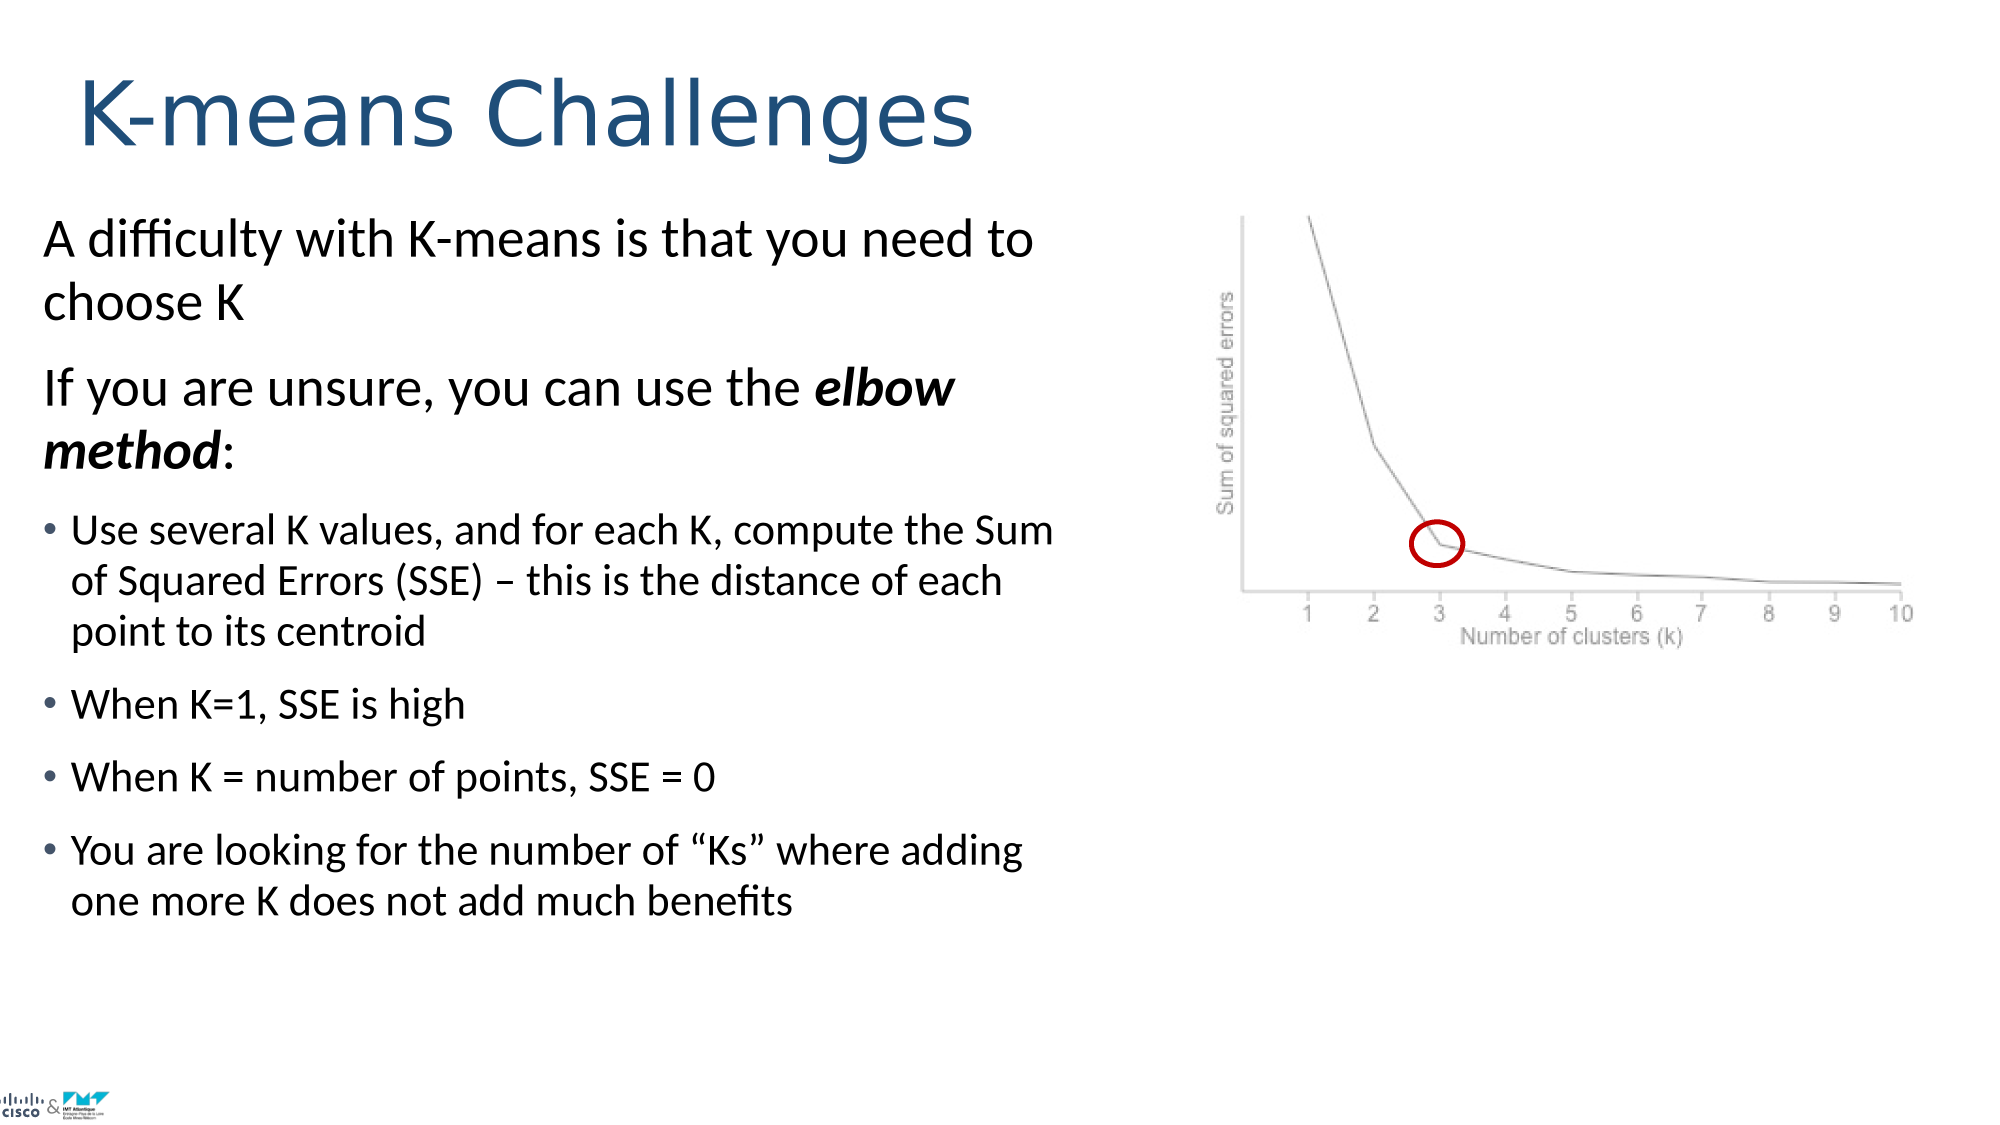 K-means Challenges
A difficulty with K-means is that you need to
choose K
If you are unsure, you can use the elbow
method:
• Use several K values, and for each K, compute the Sum
of Squared Errors (SSE) – this is the distance of each
point to its centroid
• When K=1, SSE is high
• When K = number of points, SSE = 0
• You are looking for the number of “Ks” where adding
one more K does not add much benefits
Sum of squared errors
1 2 3 4 5 6 7 8 9 10
Number of clusters (k)
CISCO &
IMT Atlantique